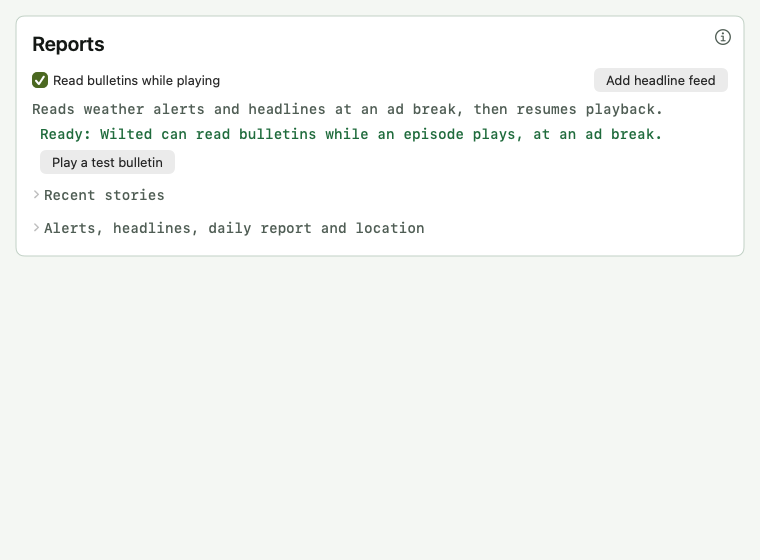 Reports
Read bulletins while playing
Add headline feed
Reads weather alerts and headlines at an ad break, then resumes playback.
Ready: Wilted can read bulletins while an episode plays, at an ad break.
Play a test bulletin
Recent stories
Alerts, headlines, daily report and location